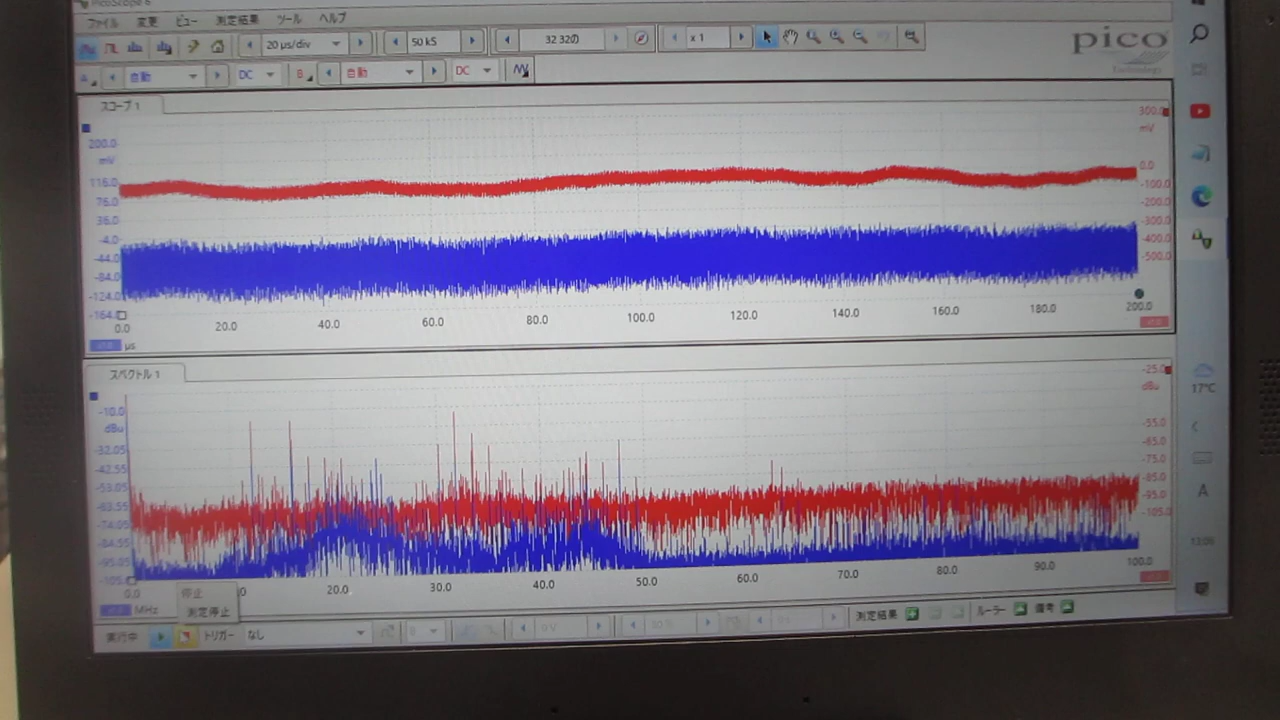 PicoScope 6
ファイル 変更 ビュー 測定結果 ツール ヘルプ
20 µs/div 50 kS 32 32の x 1
pico
Technology
自動 DC B 自動 DC
スコープ 1
200.0 mV 116.0 76.0 36.0 -4.0 -44.0 -84.0 -124.0 -164.0
300.0 mV 0.0 -100.0 -200.0 -300.0 -400.0 -500.0
0.0 20.0 40.0 60.0 80.0 100.0 120.0 140.0 160.0 180.0 200.0
µs
スペクトル 1
-10.0 dBu -32.05 -42.55 -53.05 -63.55 -74.05 -84.55 -95.05 -105.
-25.0 dBu -55.0 -65.0 -75.0 -85.0 -95.0 -105.0
0.0 0 20.0 30.0 40.0 50.0 60.0 70.0 80.0 90.0 100.0
MHz
停止
測定停止
実行中 トリガー なし 0 V 測定結果 ルーラー 備考
17°C
A